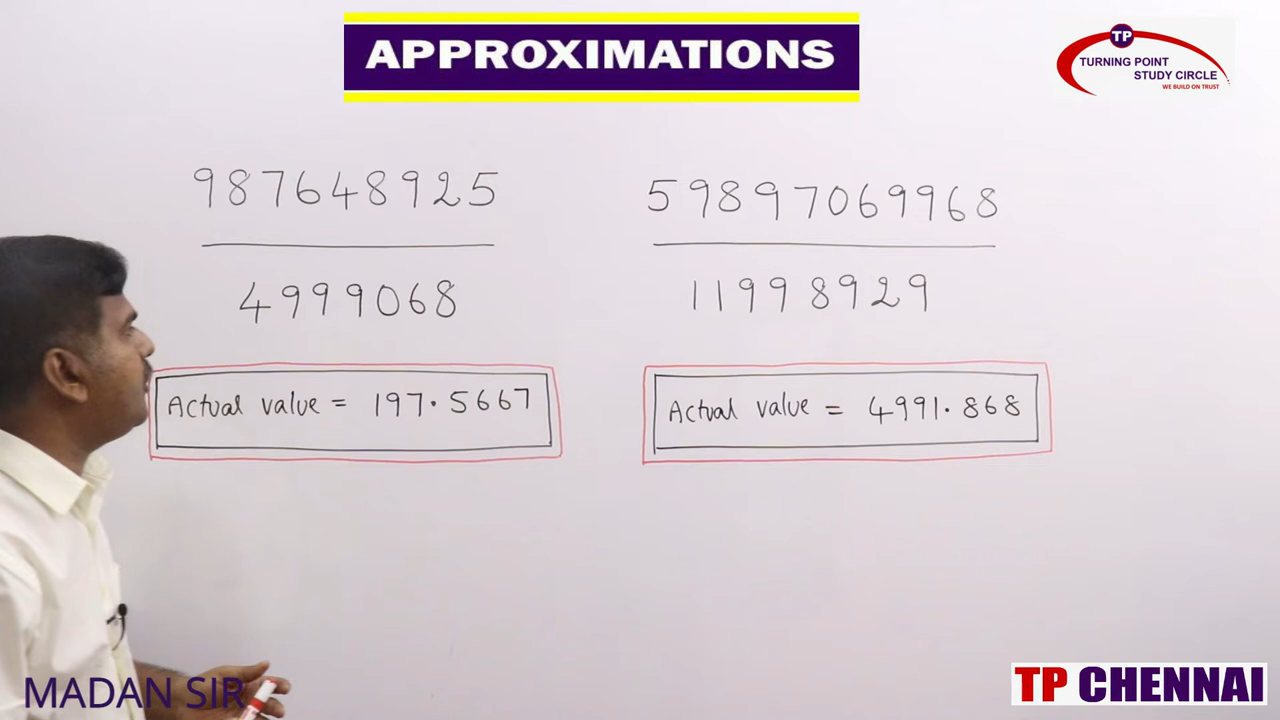 APPROXIMATIONS
TP
TURNING POINT
STUDY CIRCLE
WE BUILD ON TRUST
987648925
4999068
Actual value = 197.5667
59897069968
11998929
Actual value = 4991.868
MADAN SIR
TP CHENNAI